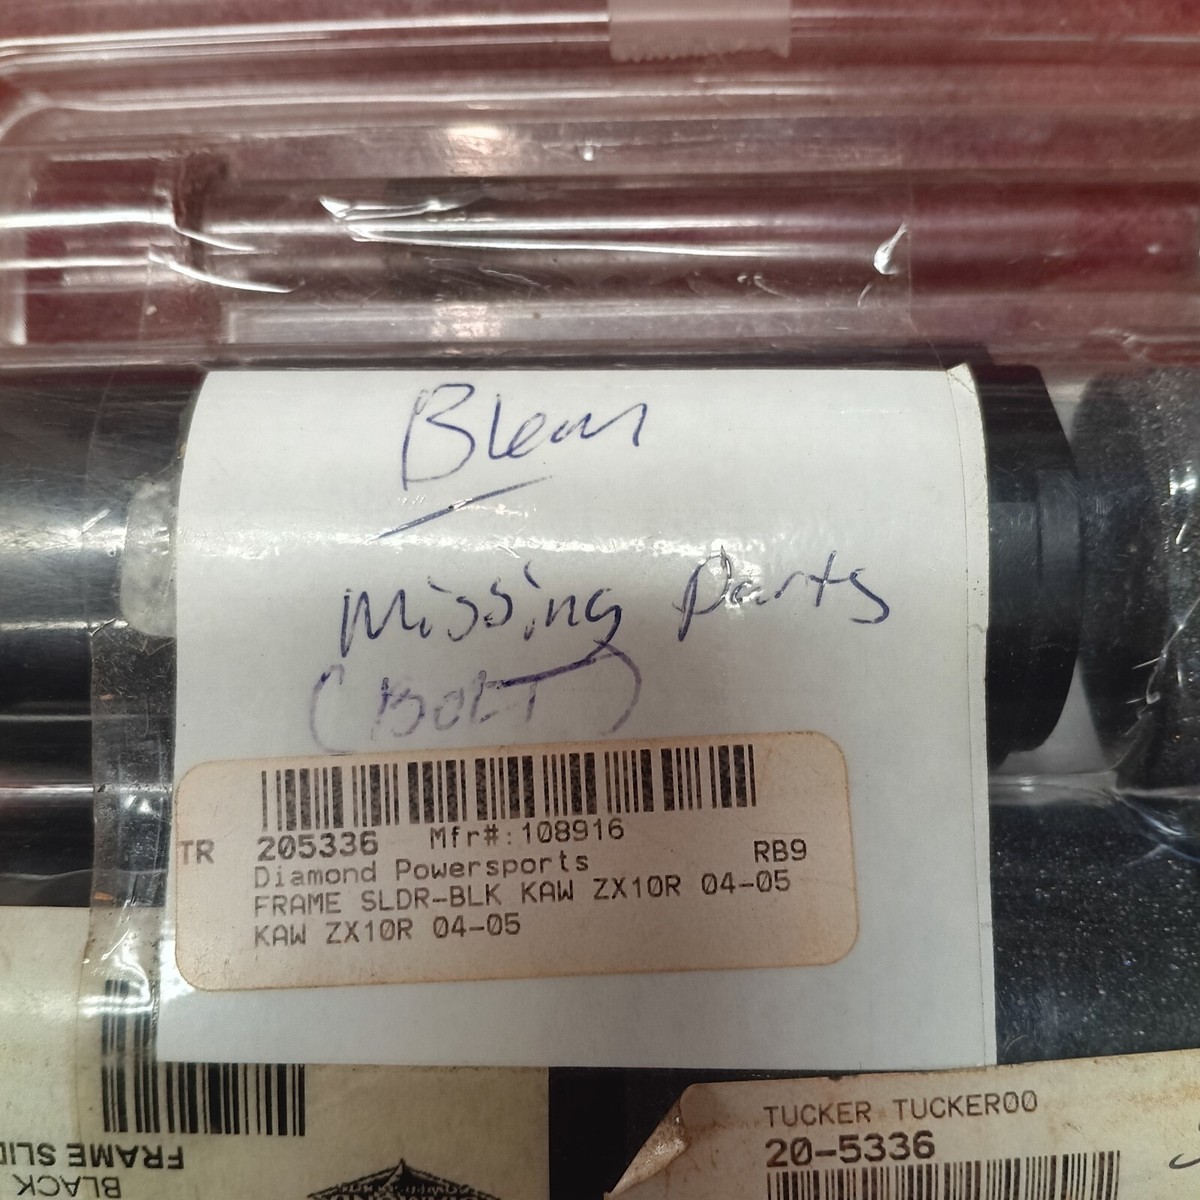 Blem
Missing Parts
(BOLT)
TR 205336 Mfr#:108916
Diamond Powersports RB9
FRAME SLDR-BLK KAW ZX10R 04-05
KAW ZX10R 04-05
TUCKER TUCKER00
20-5336
FRAME SLID
BLACK